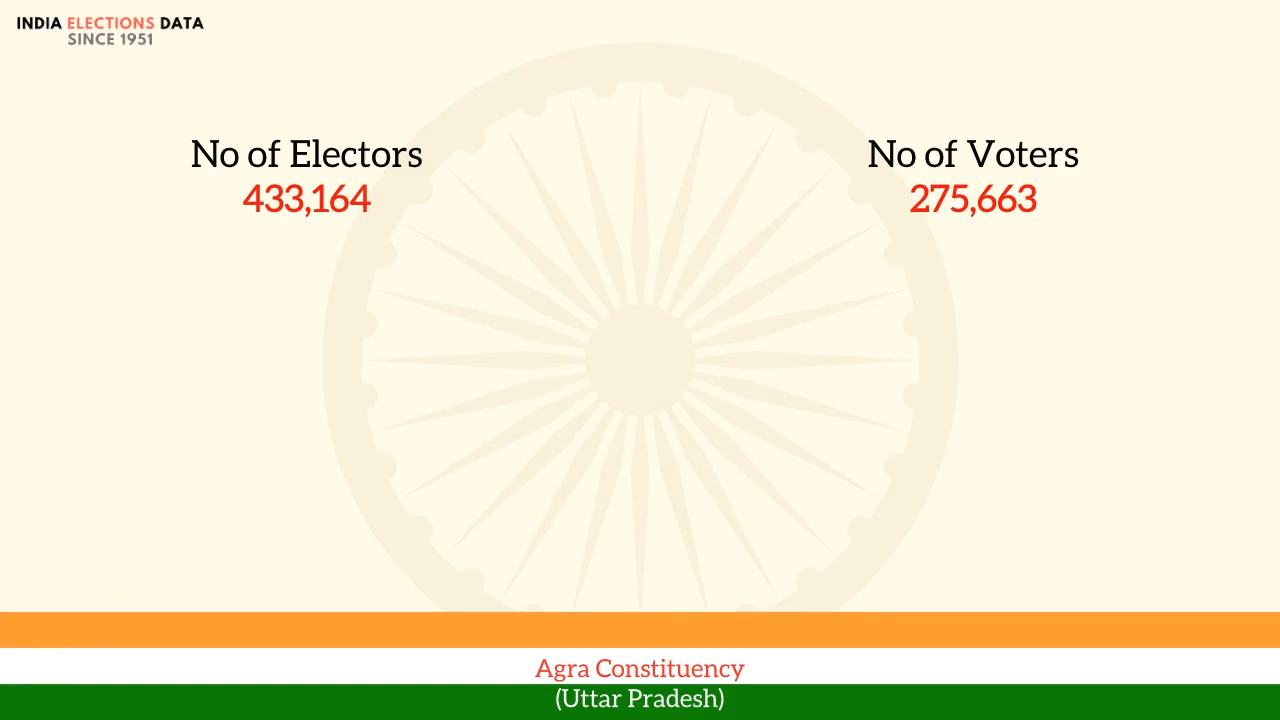 INDIA ELECTIONS DATA
SINCE 1951
No of Electors
433,164
No of Voters
275,663
Agra Constituency
(Uttar Pradesh)